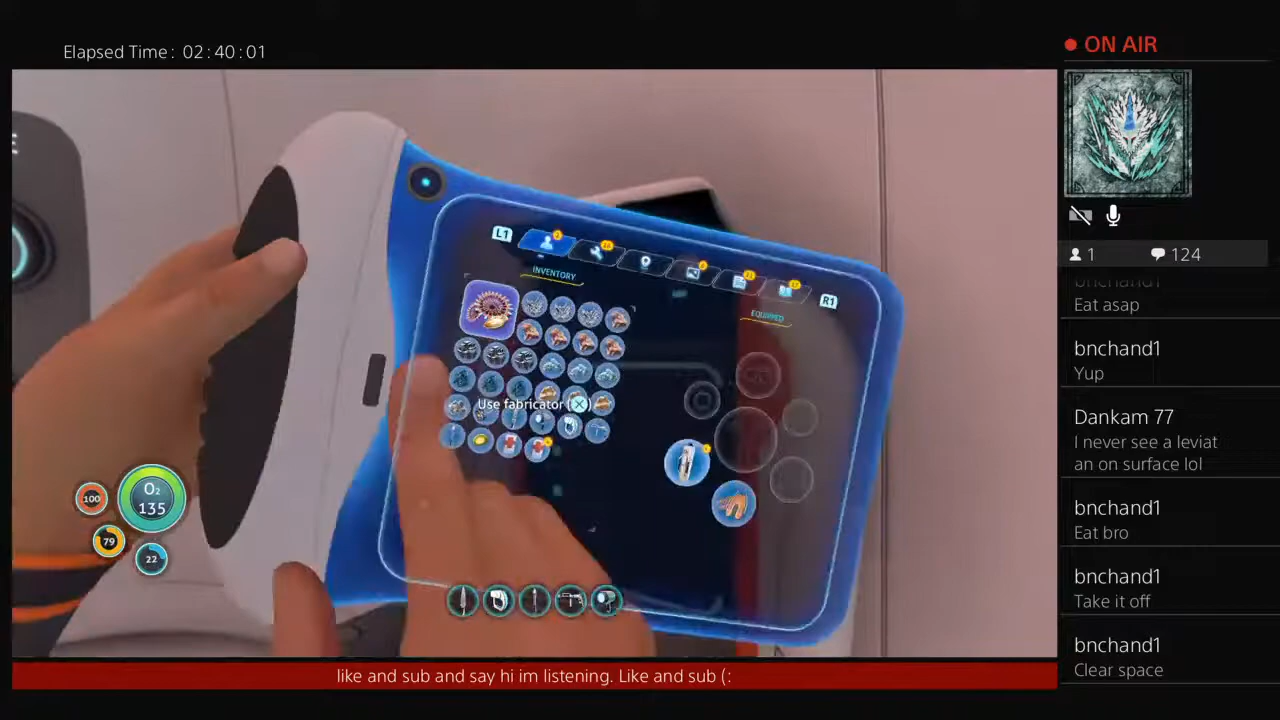 Elapsed Time: 02:40:01
ON AIR
1
124
Eat asap
bnchand1
Yup
Dankam 77
I never see a leviat
an on surface lol
bnchand1
Eat bro
bnchand1
Take it off
bnchand1
Clear space
L1
R1
INVENTORY
EQUIPPED
Use fabricator
O₂
135
100
79
22
like and sub and say hi im listening. Like and sub (: